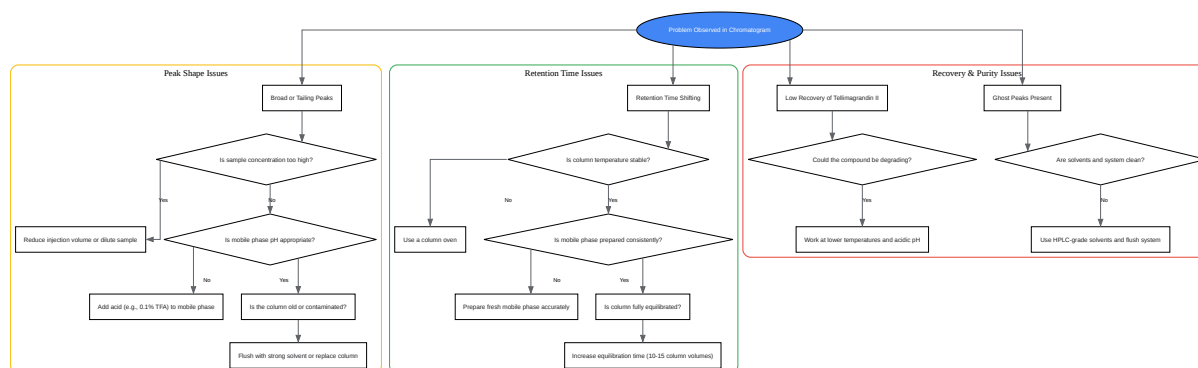 Problem Observed in Chromatogram
Peak Shape Issues
Retention Time Issues
Recovery & Purity Issues
Broad or Tailing Peaks
Retention Time Shifting
Low Recovery of Tellimagrandin II
Ghost Peaks Present
Is sample concentration too high?
Is column temperature stable?
Could the compound be degrading?
Are solvents and system clean?
Yes
No
No
Yes
Yes
No
Reduce injection volume or dilute sample
Is mobile phase pH appropriate?
Use a column oven
Is mobile phase prepared consistently?
Work at lower temperatures and acidic pH
Use HPLC-grade solvents and flush system
No
Yes
No
Yes
Add acid (e.g., 0.1% TFA) to mobile phase
Is the column old or contaminated?
Prepare fresh mobile phase accurately
Is column fully equilibrated?
Flush with strong solvent or replace column
Increase equilibration time (10-15 column volumes)